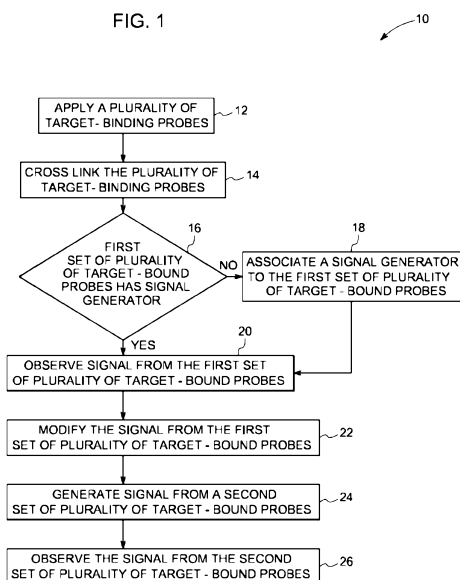 FIG. 1
10
APPLY A PLURALITY OF
TARGET- BINDING PROBES
12
CROSS LINK THE PLURALITY OF
TARGET- BINDING PROBES
14
16
FIRST
SET OF PLURALITY
OF TARGET - BOUND
PROBES HAS SIGNAL
GENERATOR
NO
18
ASSOCIATE A SIGNAL GENERATOR
TO THE FIRST SET OF PLURALITY
OF TARGET - BOUND PROBES
YES
20
OBSERVE SIGNAL FROM THE FIRST SET
OF PLURALITY OF TARGET - BOUND PROBES
MODIFY THE SIGNAL FROM THE FIRST
SET OF PLURALITY OF TARGET - BOUND PROBES
22
GENERATE SIGNAL FROM A SECOND
SET OF PLURALITY OF TARGET - BOUND PROBES
24
OBSERVE THE SIGNAL FROM THE SECOND
SET OF PLURALITY OF TARGET - BOUND PROBES
26